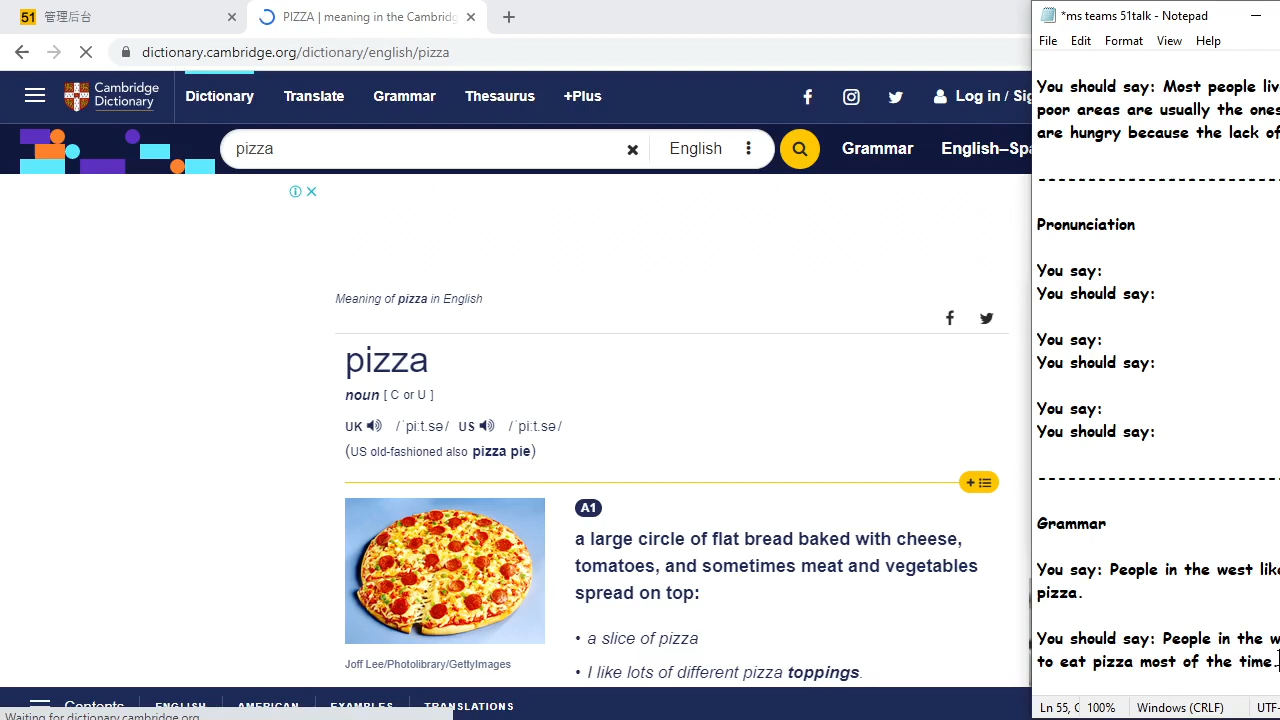 51 管理后台
PIZZA | meaning in the Cambridg
*ms teams 51talk - Notepad
dictionary.cambridge.org/dictionary/english/pizza
File Edit Format View Help
Cambridge
Dictionary
Dictionary Translate Grammar Thesaurus +Plus
Log in / Sig
pizza
English
Grammar English–Spa
Meaning of pizza in English
pizza
noun [ C or U ]
UK /ˈpiːt.sə/ US /ˈpiːt.sə/
(US old-fashioned also pizza pie)
A1
a large circle of flat bread baked with cheese,
tomatoes, and sometimes meat and vegetables
spread on top:
• a slice of pizza
• I like lots of different pizza toppings.
Joff Lee/Photolibrary/GettyImages
Contents ENGLISH AMERICAN EXAMPLES TRANSLATIONS
Waiting for dictionary.cambridge.org
You should say: Most people liv
poor areas are usually the ones
are hungry because the lack of
Pronunciation
You say:
You should say:
You say:
You should say:
You say:
You should say:
Grammar
You say: People in the west like
pizza.
You should say: People in the w
to eat pizza most of the time.
Ln 55, C 100% Windows (CRLF) UTF-